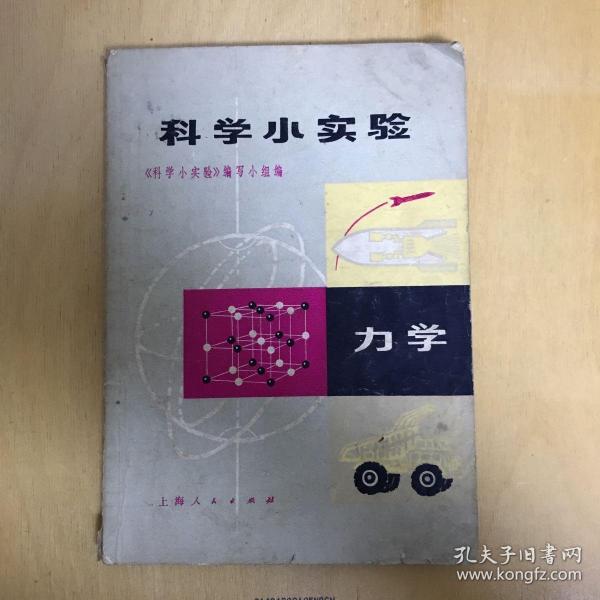 科学小实验
《科学小实验》编写小组编
力学
上海人民出版社
孔夫子旧书网
www.kongfz.com